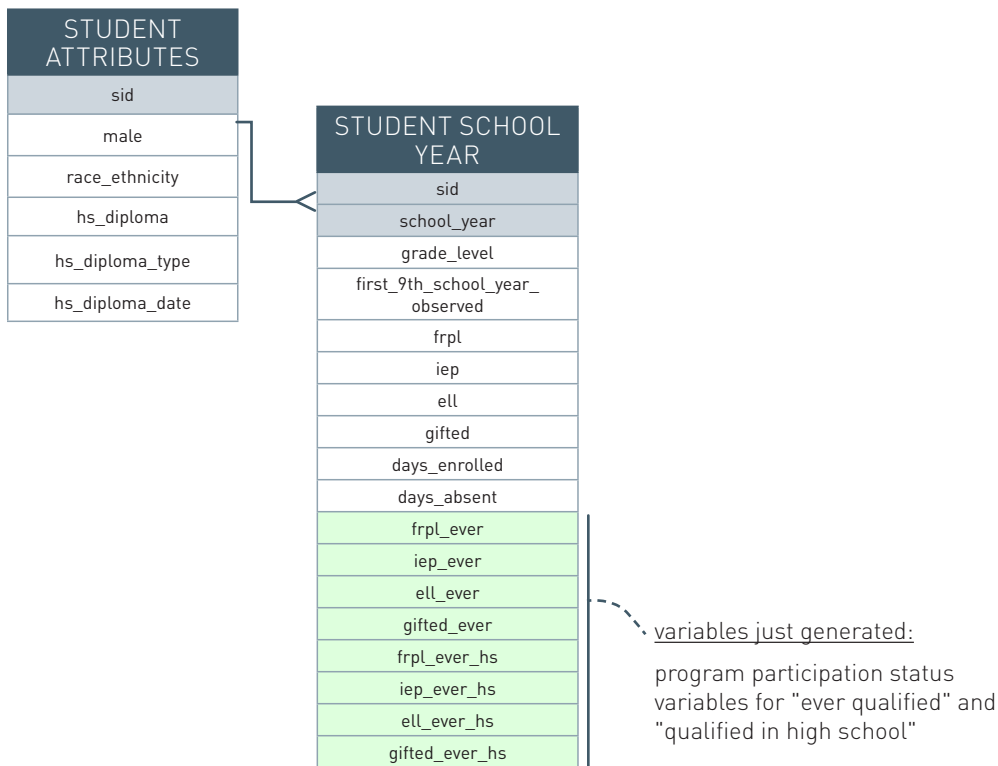 STUDENT
ATTRIBUTES
sid
male
race_ethnicity
hs_diploma
hs_diploma_type
hs_diploma_date
STUDENT SCHOOL
YEAR
sid
school_year
grade_level
first_9th_school_year_
observed
frpl
iep
ell
gifted
days_enrolled
days_absent
frpl_ever
iep_ever
ell_ever
gifted_ever
frpl_ever_hs
iep_ever_hs
ell_ever_hs
gifted_ever_hs
variables just generated:
program participation status
variables for "ever qualified" and
"qualified in high school"